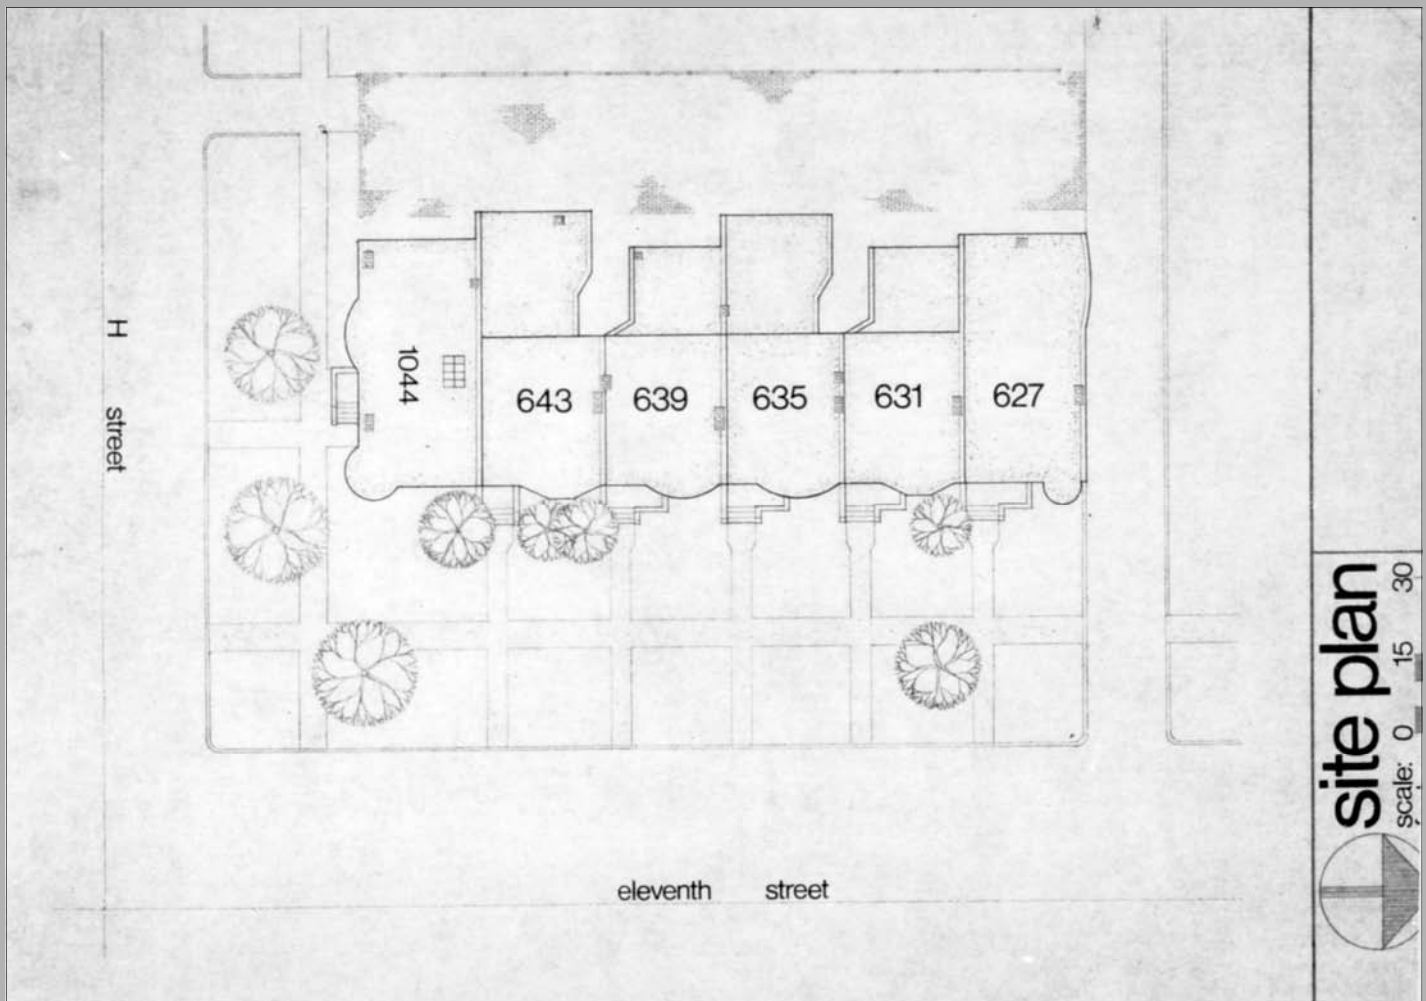 H street
1044
643 639 635 631 627
eleventh street
site plan
scale: 0 15 30